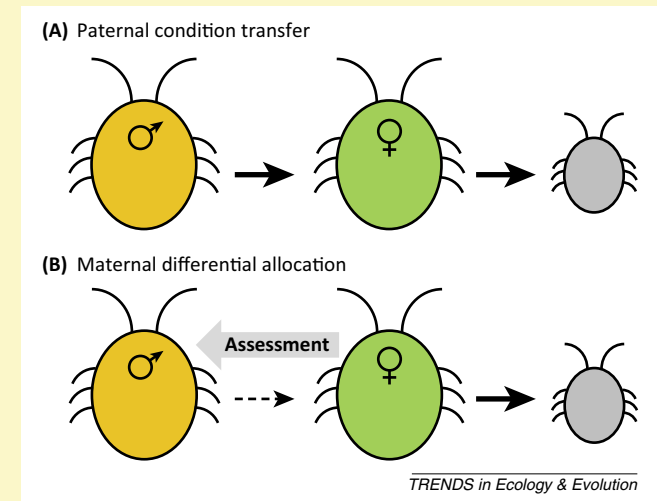 (A) Paternal condition transfer
(B) Maternal differential allocation
Assessment
TRENDS in Ecology & Evolution